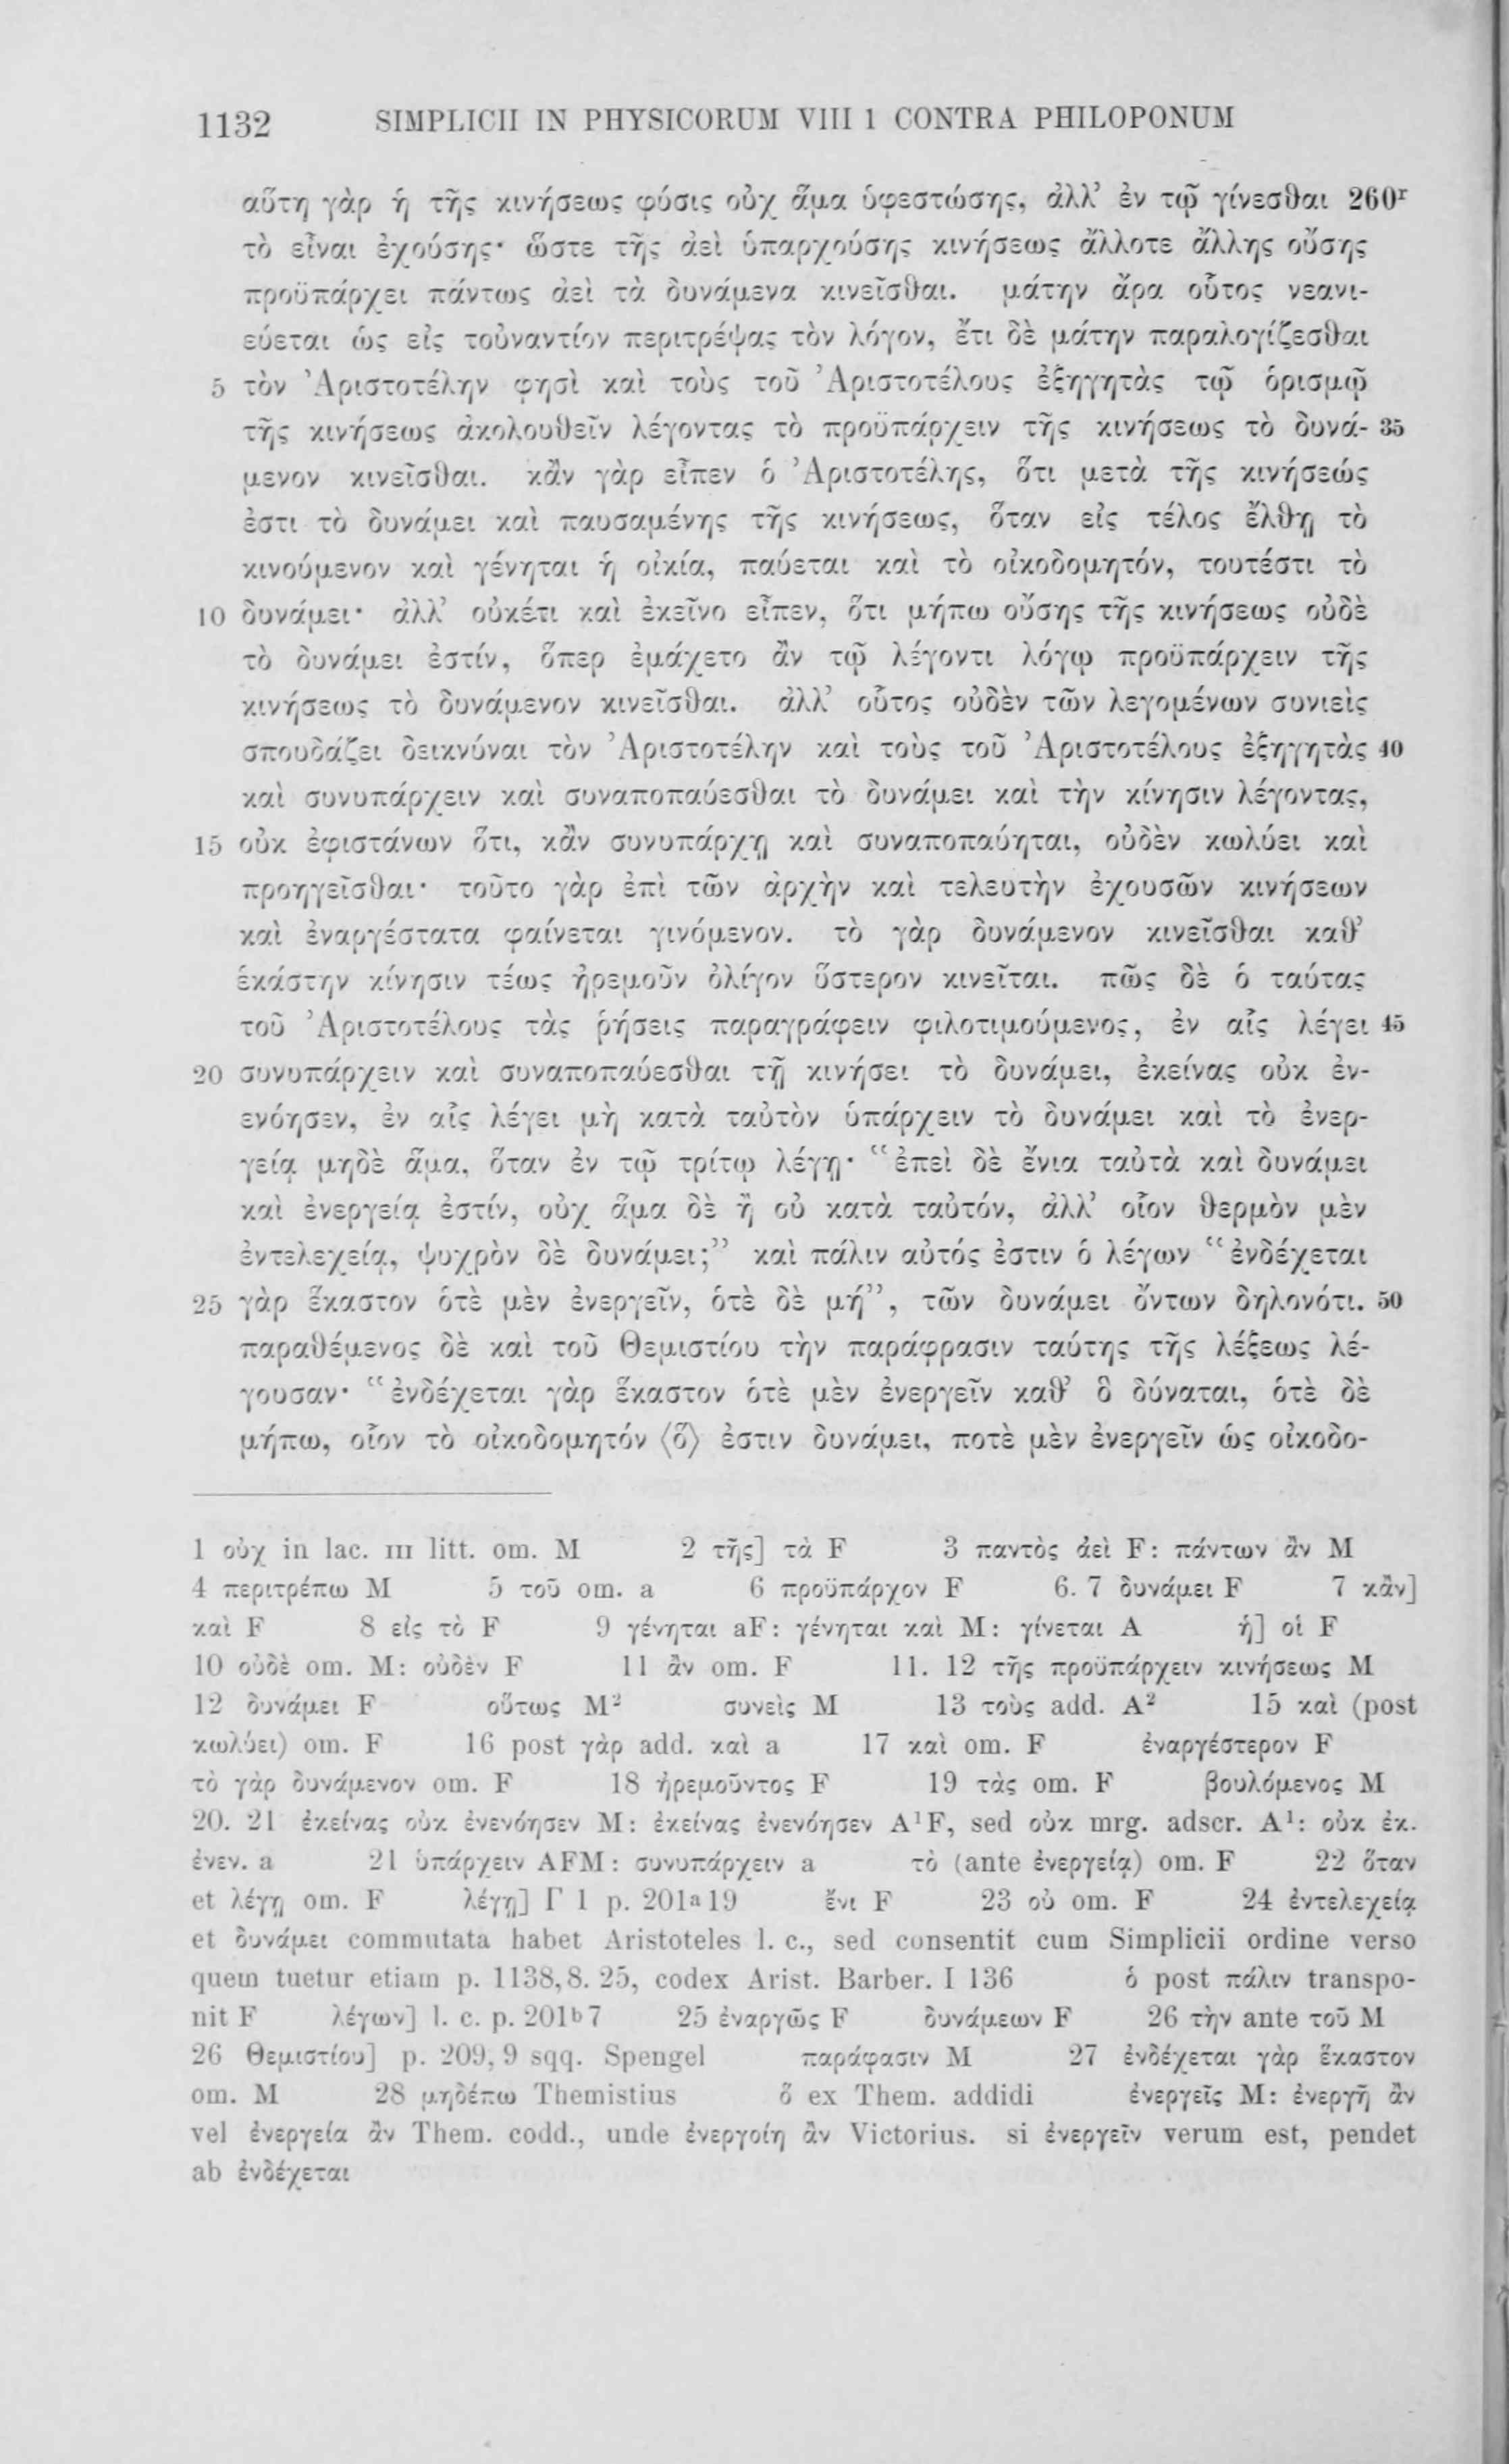 1132 SIMPLICII IN PHYSICORUM VIII 1 CONTRA PHILOPONUM
αὕτη γὰρ ἡ τῆς κινήσεως φύσις οὐχ ἅμα ὑφεστώσης, ἀλλ’ ἐν τῷ γίνεσθαι 260r
τὸ εἶναι ἐχούσης· ὥστε τῆς ἀεὶ ὑπαρχούσης κινήσεως ἄλλοτε ἄλλης οὔσης
προϋπάρχει πάντως ἀεὶ τὰ δυνάμενα κινεῖσθαι. μάτην ἄρα οὗτος νεανι-
εύεται ὡς εἰς τοὐναντίον περιτρέψας τὸν λόγον, ἔτι δὲ μάτην παραλογίζεσθαι
5 τὸν Ἀριστοτέλην φησὶ καὶ τοὺς τοῦ Ἀριστοτέλους ἐξηγητὰς τῷ ὁρισμῷ
τῆς κινήσεως ἀκολουθεῖν λέγοντας τὸ προϋπάρχειν τῆς κινήσεως τὸ δυνά- 35
μενον κινεῖσθαι. κἂν γὰρ εἶπεν ὁ Ἀριστοτέλης, ὅτι μετὰ τῆς κινήσεώς
ἐστι τὸ δυνάμει καὶ παυσαμένης τῆς κινήσεως, ὅταν εἰς τέλος ἔλθῃ τὸ
κινούμενον καὶ γένηται ἡ οἰκία, παύεται καὶ τὸ οἰκοδομητόν, τουτέστι τὸ
10 δυνάμει· ἀλλ’ οὐκέτι καὶ ἐκεῖνο εἶπεν, ὅτι μήπω οὔσης τῆς κινήσεως οὐδὲ
τὸ δυνάμει ἐστίν, ὅπερ ἐμάχετο ἂν τῷ λέγοντι λόγῳ προϋπάρχειν τῆς
κινήσεως τὸ δυνάμενον κινεῖσθαι. ἀλλ’ οὗτος οὐδὲν τῶν λεγομένων συνιεὶς
σπουδάζει δεικνύναι τὸν Ἀριστοτέλην καὶ τοὺς τοῦ Ἀριστοτέλους ἐξηγητὰς 40
καὶ συνυπάρχειν καὶ συναποπαύεσθαι τὸ δυνάμει καὶ τὴν κίνησιν λέγοντας,
15 οὐκ ἐφιστάνων ὅτι, κἂν συνυπάρχῃ καὶ συναποπαύηται, οὐδὲν κωλύει καὶ
προηγεῖσθαι· τοῦτο γὰρ ἐπὶ τῶν ἀρχὴν καὶ τελευτὴν ἐχουσῶν κινήσεων
καὶ ἐναργέστατα φαίνεται γινόμενον. τὸ γὰρ δυνάμενον κινεῖσθαι καθ’
ἑκάστην κίνησιν τέως ἠρεμοῦν ὀλίγον ὕστερον κινεῖται. πῶς δὲ ὁ ταύτας
τοῦ Ἀριστοτέλους τὰς ῥήσεις παραγράφειν φιλοτιμούμενος, ἐν αἷς λέγει 45
20 συνυπάρχειν καὶ συναποπαύεσθαι τῇ κινήσει τὸ δυνάμει, ἐκείνας οὐκ ἐν-
ενόησεν, ἐν αἷς λέγει μὴ κατὰ ταὐτὸν ὑπάρχειν τὸ δυνάμει καὶ τὸ ἐνερ-
γείᾳ μηδὲ ἅμα, ὅταν ἐν τῷ τρίτῳ λέγῃ· “ἐπεὶ δὲ ἔνια ταὐτὰ καὶ δυνάμει
καὶ ἐνεργείᾳ ἐστίν, οὐχ ἅμα δὲ ἢ οὐ κατὰ ταὐτόν, ἀλλ’ οἷον θερμὸν μὲν
ἐντελεχείᾳ, ψυχρὸν δὲ δυνάμει;” καὶ πάλιν αὐτός ἐστιν ὁ λέγων “ἐνδέχεται
25 γὰρ ἕκαστον ὁτὲ μὲν ἐνεργεῖν, ὁτὲ δὲ μή”, τῶν δυνάμει ὄντων δηλονότι. 50
παραθέμενος δὲ καὶ τοῦ Θεμιστίου τὴν παράφρασιν ταύτης τῆς λέξεως λέ-
γουσαν· “ἐνδέχεται γὰρ ἕκαστον ὁτὲ μὲν ἐνεργεῖν καθ’ ὃ δύναται, ὁτὲ δὲ
μήπω, οἷον τὸ οἰκοδομητόν ⟨ὅ⟩ ἐστιν δυνάμει, ποτὲ μὲν ἐνεργεῖν ὡς οἰκοδο-
1 οὐχ in lac. III litt. om. M 2 τῆς] τὰ F 3 παντὸς ἀεὶ F: πάντων ἂν M
4 περιτρέπω M 5 τοῦ om. a 6 προϋπάρχον F 6. 7 δυνάμει F 7 κἂν]
καὶ F 8 εἰς τὸ F 9 γένηται aF: γένηται καὶ M: γίνεται A ἡ] οἱ F
10 οὐδὲ om. M: οὐδὲν F 11 ἂν om. F 11. 12 τῆς προϋπάρχειν κινήσεως M
12 δυνάμει F οὕτως M² συνεὶς M 13 τοὺς add. A² 15 καὶ (post
κωλύει) om. F 16 post γὰρ add. καὶ a 17 καὶ om. F ἐναργέστερον F
τὸ γὰρ δυνάμενον om. F 18 ἠρεμοῦντος F 19 τὰς om. F βουλόμενος M
20. 21 ἐκείνας οὐκ ἐνενόησεν M: ἐκείνας ἐνενόησεν A¹F, sed οὐκ mrg. adscr. A¹: οὐκ ἐκ.
ἐνεν. a 21 ὑπάρχειν AFM: συνυπάρχειν a τὸ (ante ἐνεργείᾳ) om. F 22 ὅταν
et λέγῃ om. F λέγῃ] Γ 1 p. 201a19 ἔνι F 23 οὐ om. F 24 ἐντελεχείᾳ
et δυνάμει commutata habet Aristoteles l. c., sed consentit cum Simplicii ordine verso
quem tuetur etiam p. 1138,8. 25, codex Arist. Barber. I 136 ὁ post πάλιν transpo-
nit F λέγων] l. c. p. 201b7 25 ἐναργῶς F δυνάμεων F 26 τὴν ante τοῦ M
26 Θεμιστίου] p. 209, 9 sqq. Spengel παράφασιν M 27 ἐνδέχεται γὰρ ἕκαστον
om. M 28 μηδέπω Themistius ὅ ex Them. addidi ἐνεργεῖς M: ἐνεργῇ ἂν
vel ἐνεργεία ἂν Them. codd., unde ἐνεργοίη ἂν Victorius. si ἐνεργεῖν verum est, pendet
ab ἐνδέχεται